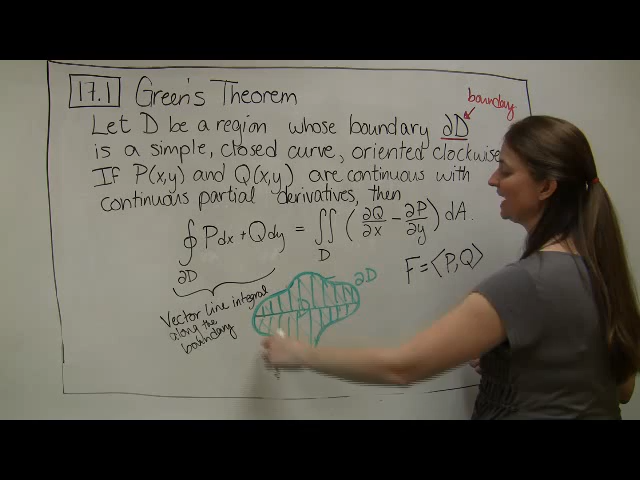 17.1 Green's Theorem
boundary
Let D be a region whose boundary ∂D
is a simple, closed curve, oriented clockwise.
If P(x,y) and Q(x,y) are continuous with
continuous partial derivatives, then
∮∂D Pdx + Qdy = ∬D (∂Q/∂x − ∂P/∂y) dA.
F = ⟨P,Q⟩
∂D
D
Vector line integral
along the
boundary